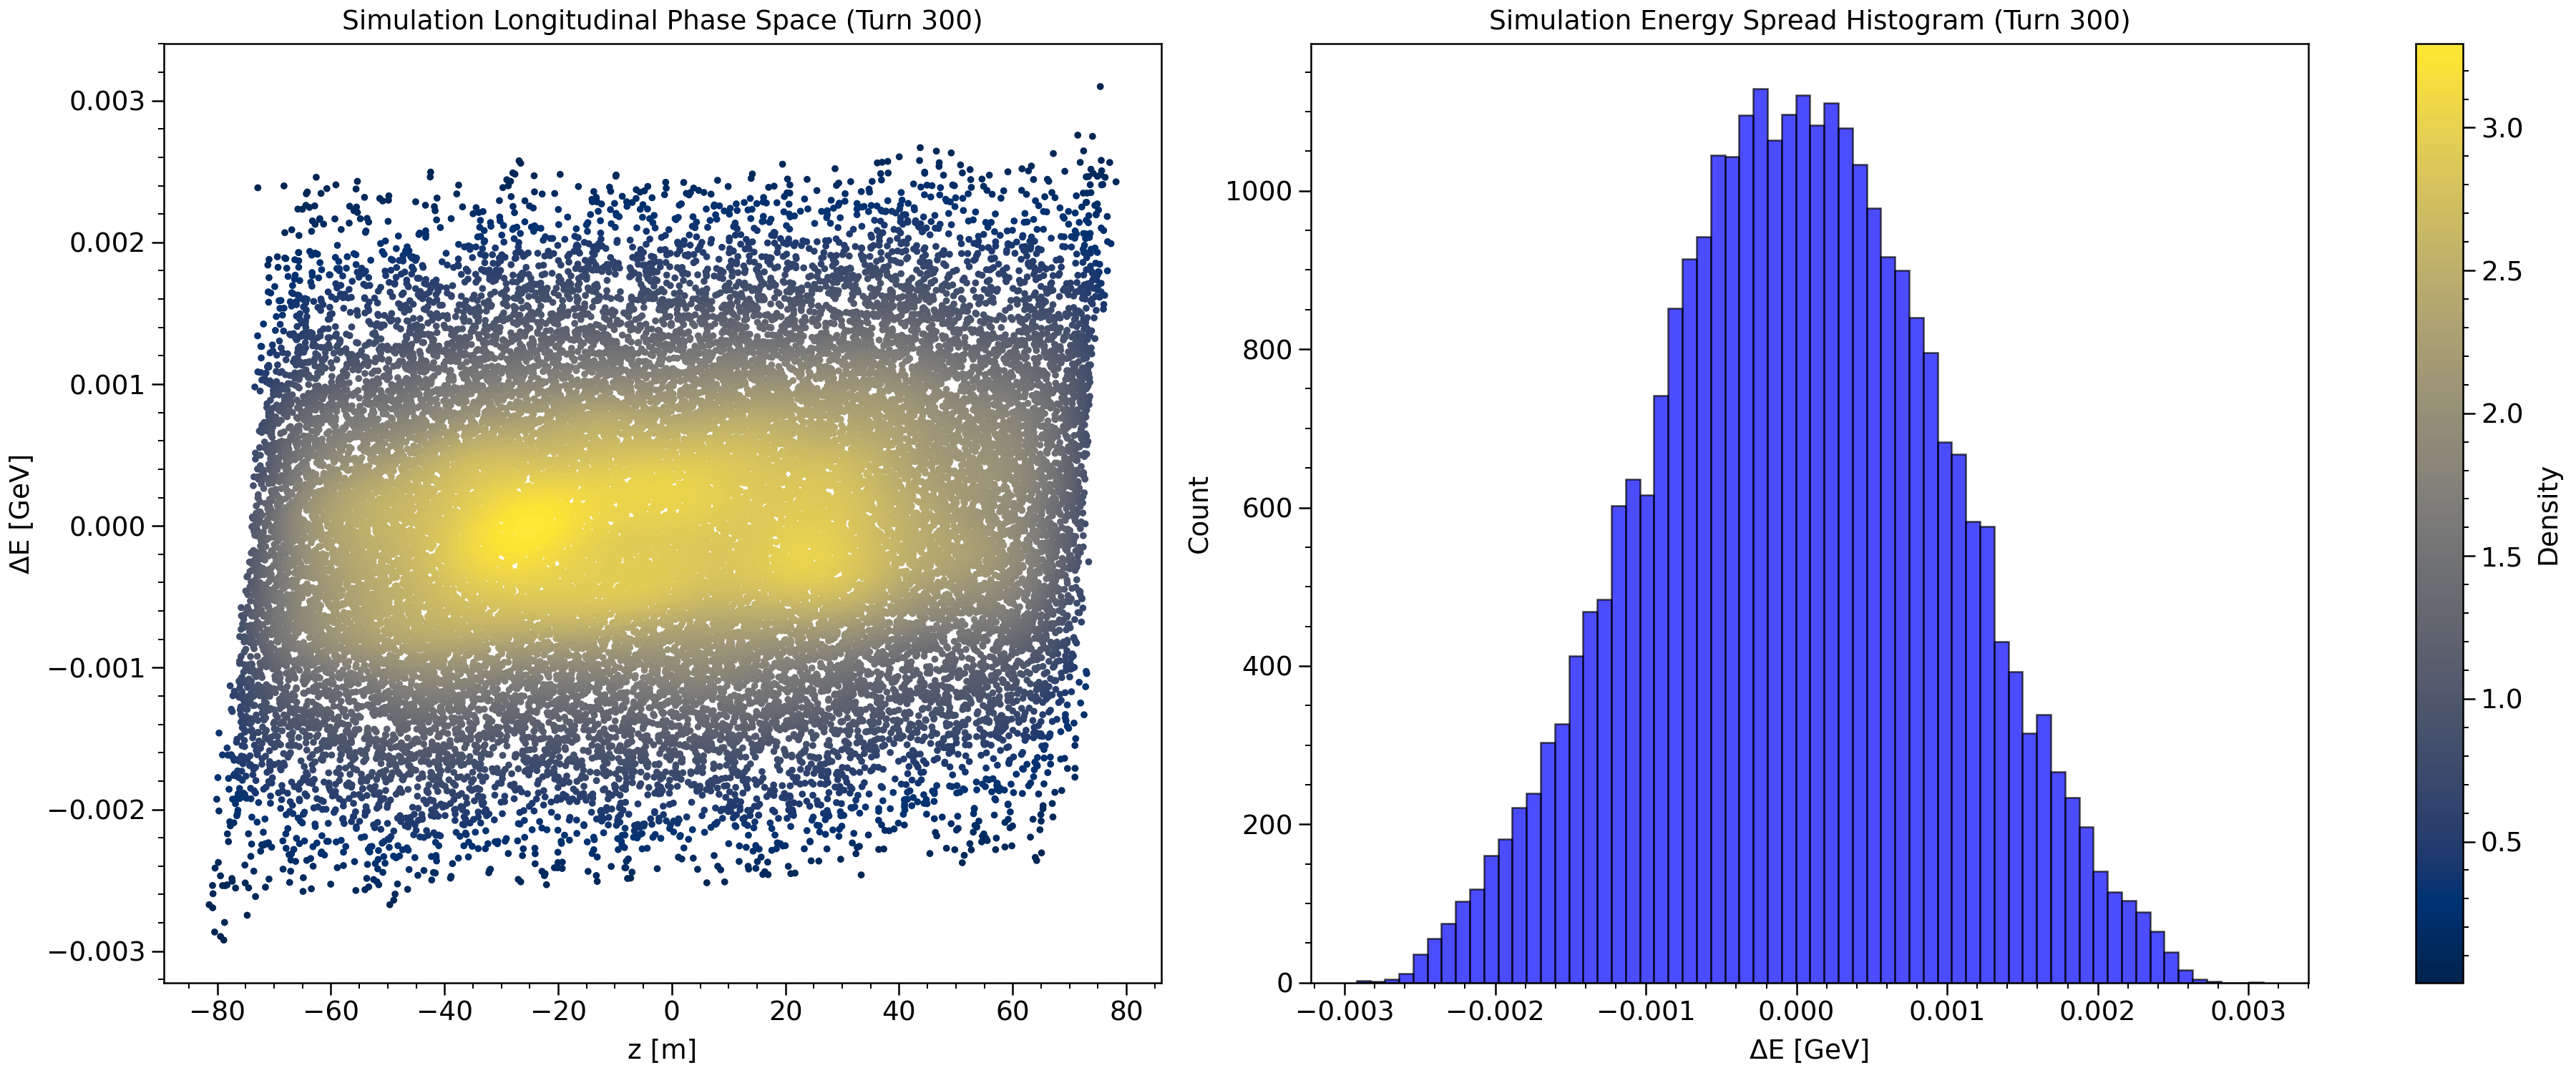 Simulation Longitudinal Phase Space (Turn 300)
ΔE [GeV]
0.003
0.002
0.001
0.000
−0.001
−0.002
−0.003
−80 −60 −40 −20 0 20 40 60 80
z [m]
Simulation Energy Spread Histogram (Turn 300)
Count
1000
800
600
400
200
0
−0.003 −0.002 −0.001 0.000 0.001 0.002 0.003
ΔE [GeV]
3.0
2.5
2.0
1.5
1.0
0.5
Density